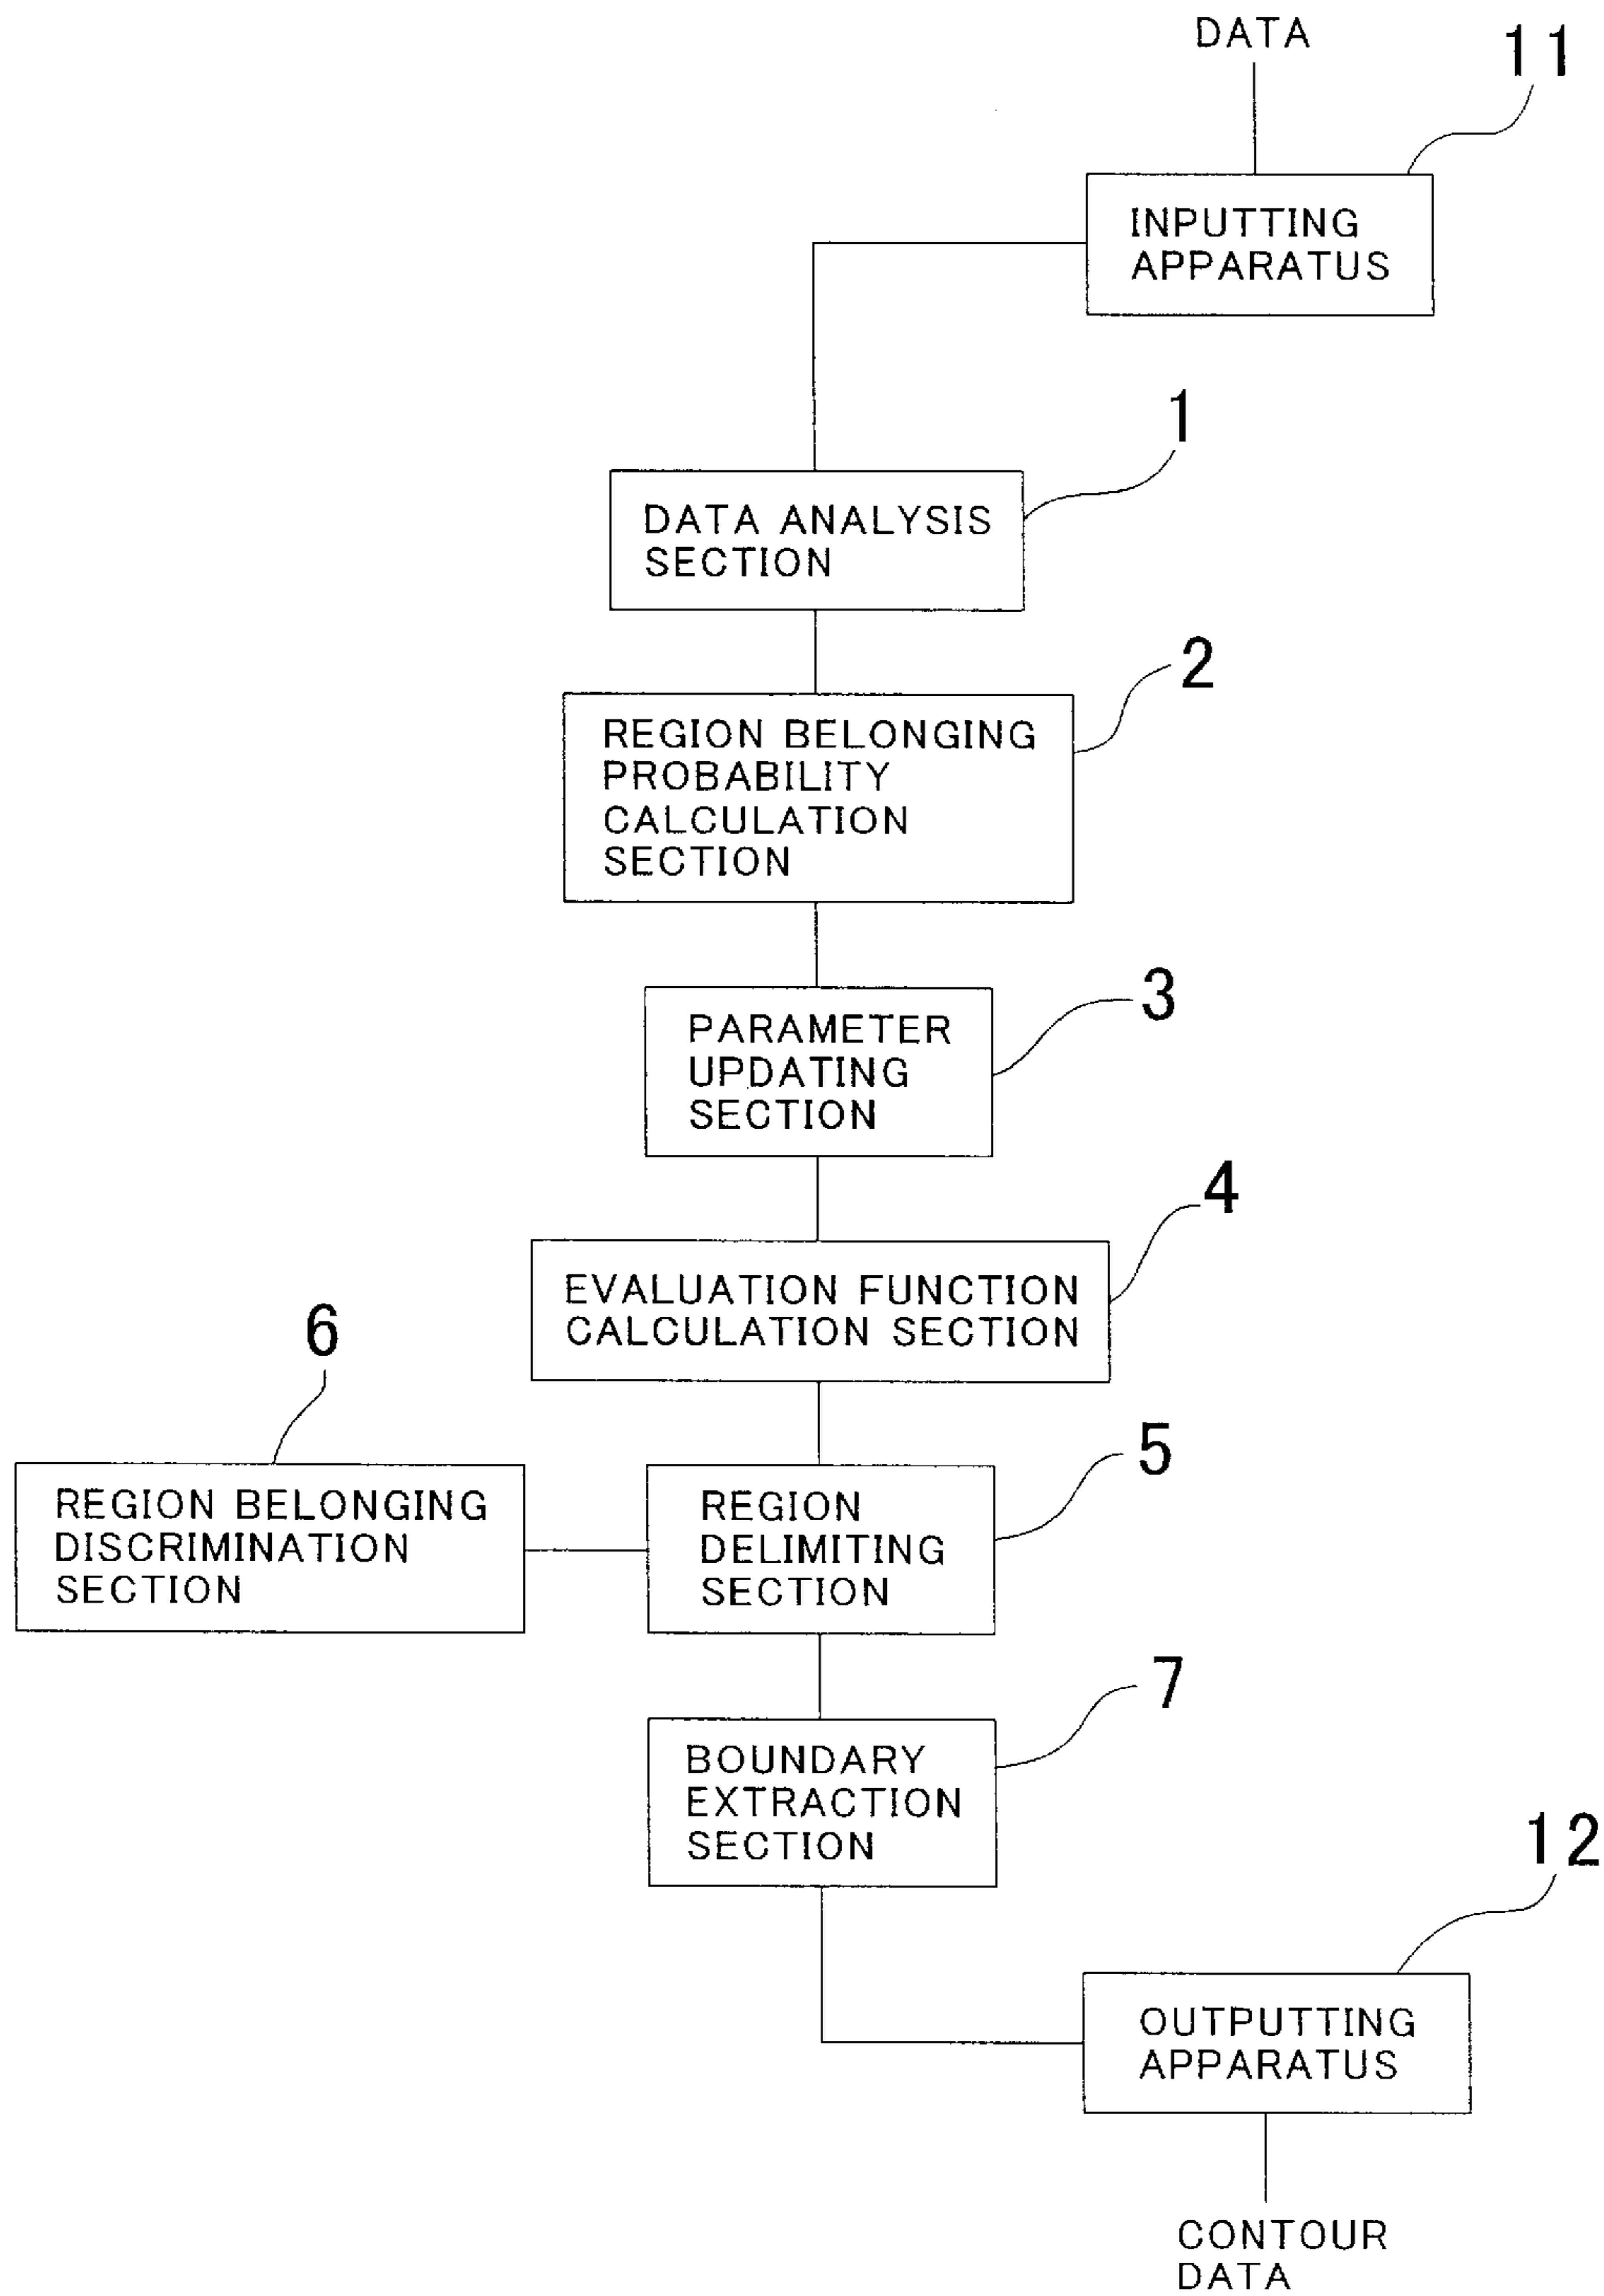 DATA
11
INPUTTING
APPARATUS
1
DATA ANALYSIS
SECTION
2
REGION BELONGING
PROBABILITY
CALCULATION
SECTION
3
PARAMETER
UPDATING
SECTION
4
EVALUATION FUNCTION
CALCULATION SECTION
6
REGION BELONGING
DISCRIMINATION
SECTION
5
REGION
DELIMITING
SECTION
7
BOUNDARY
EXTRACTION
SECTION
12
OUTPUTTING
APPARATUS
CONTOUR
DATA